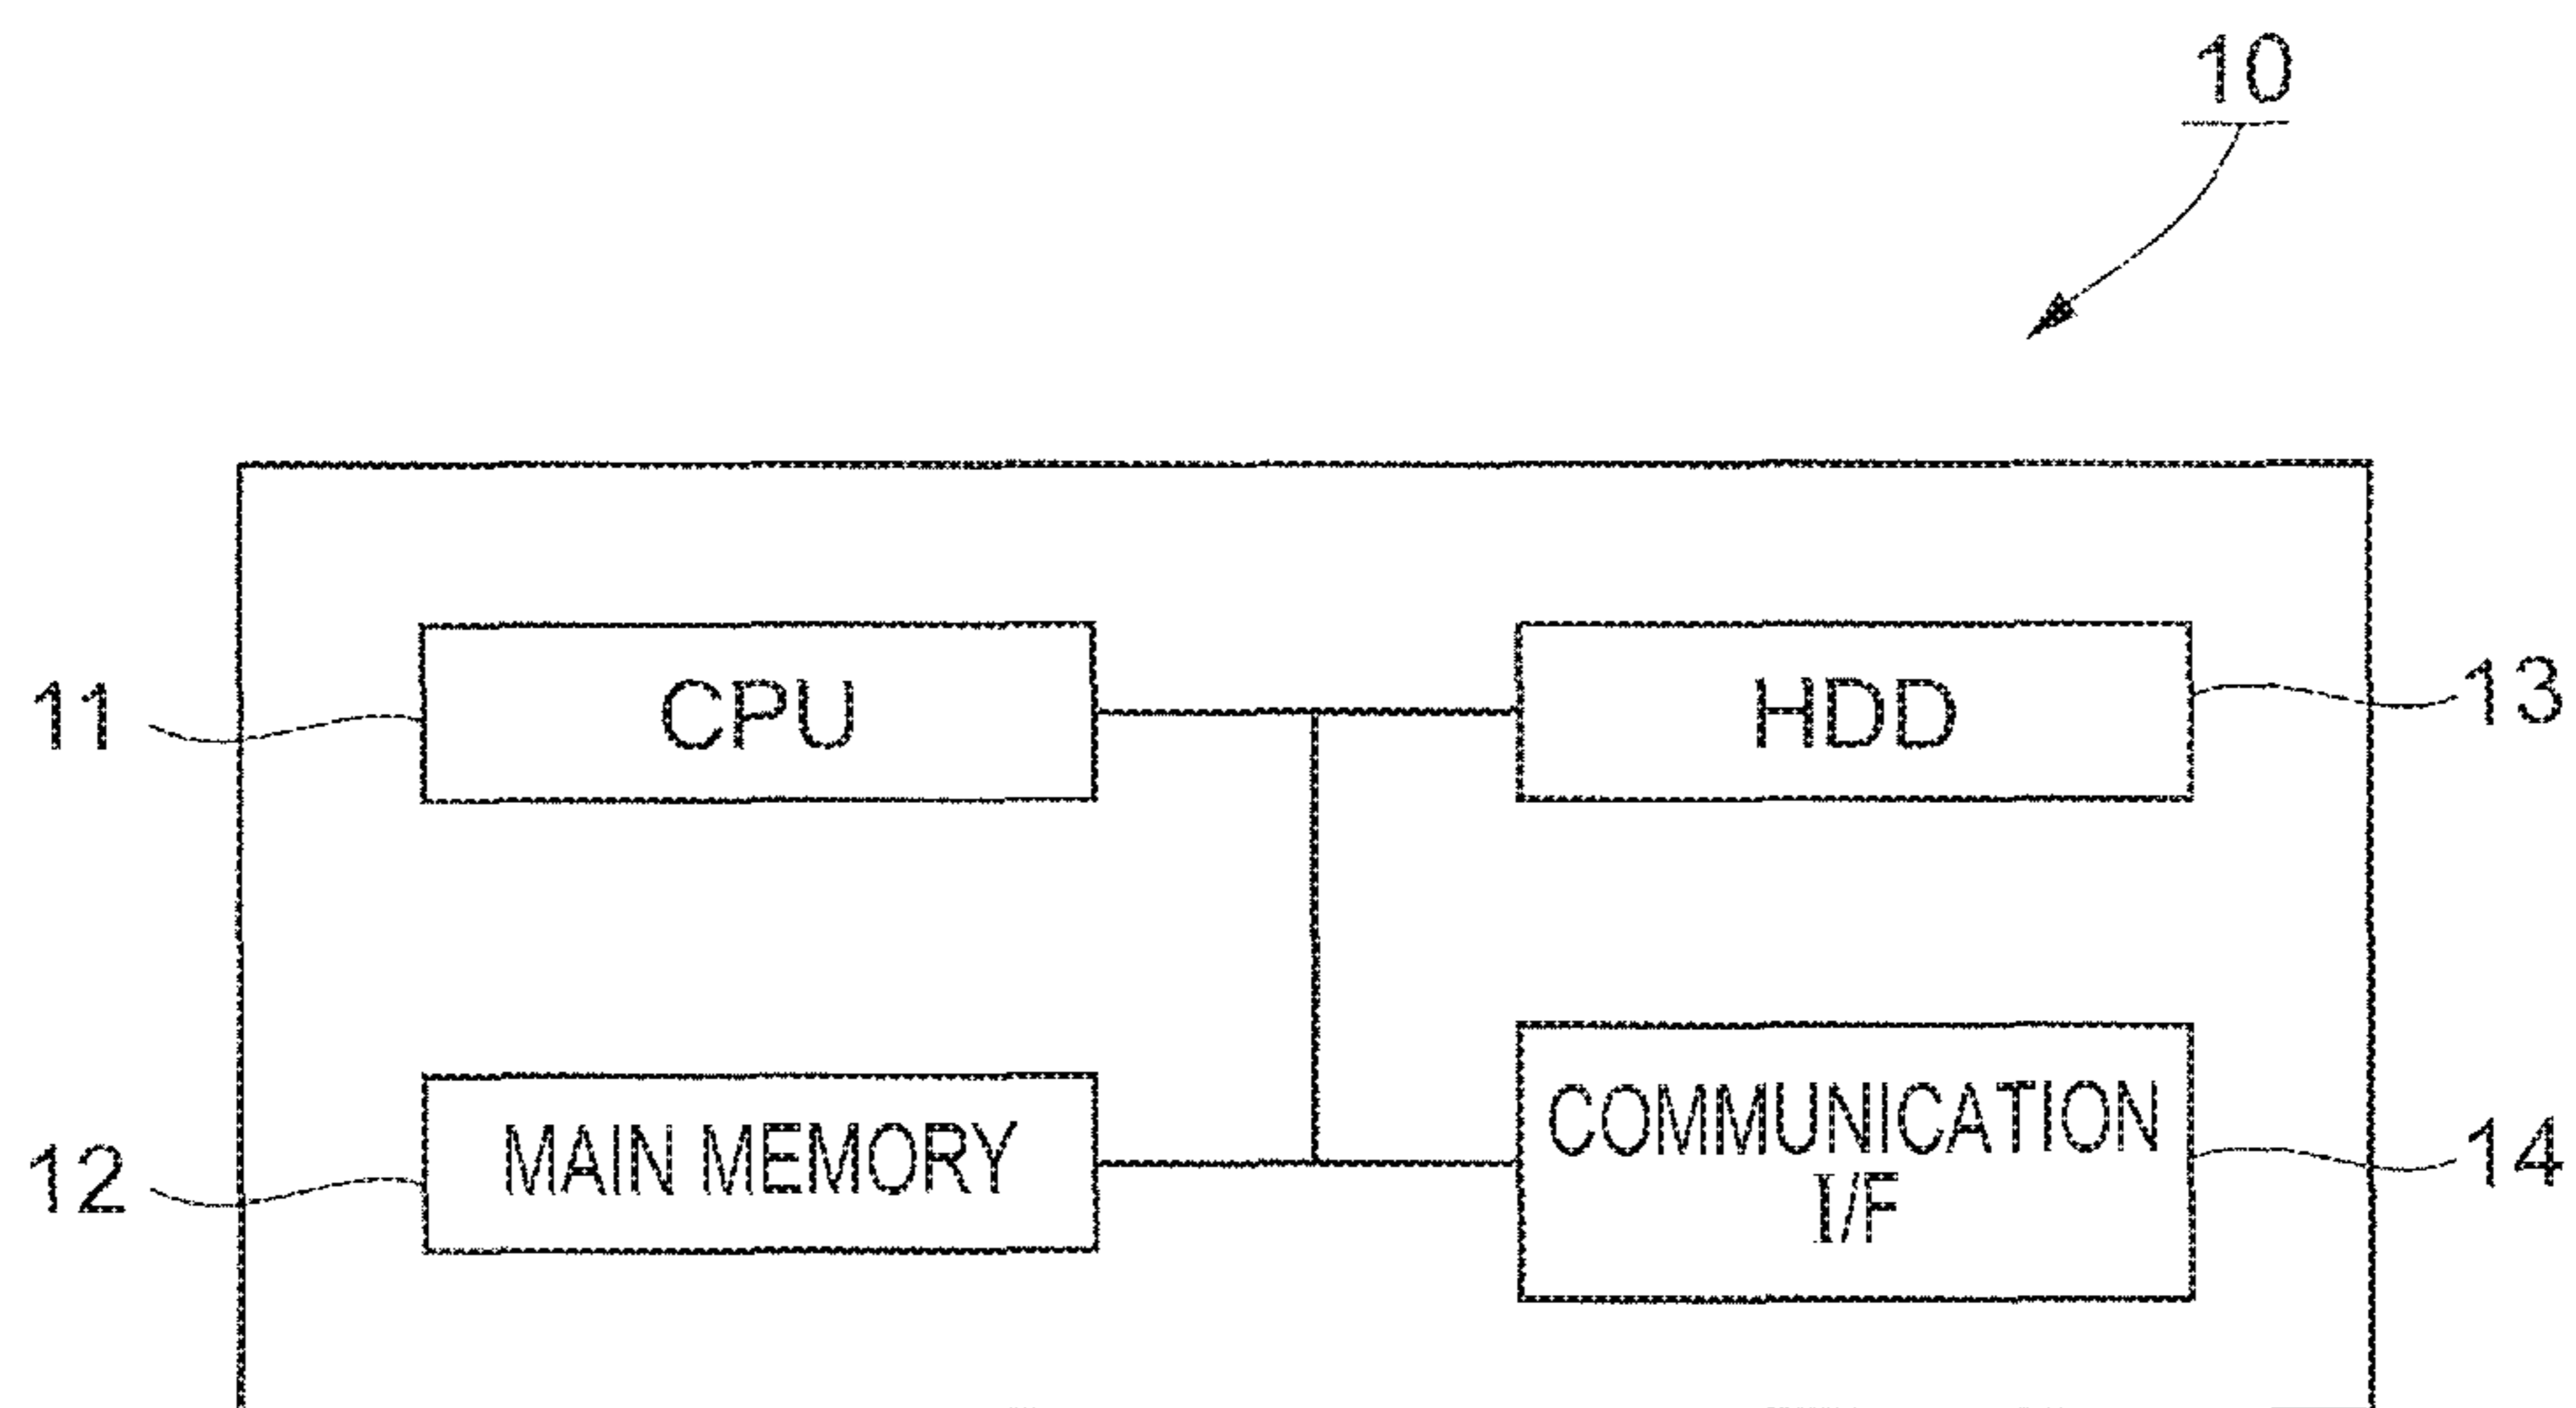 10
11
CPU
HDD
13
12
MAIN MEMORY
COMMUNICATION
I/F
14